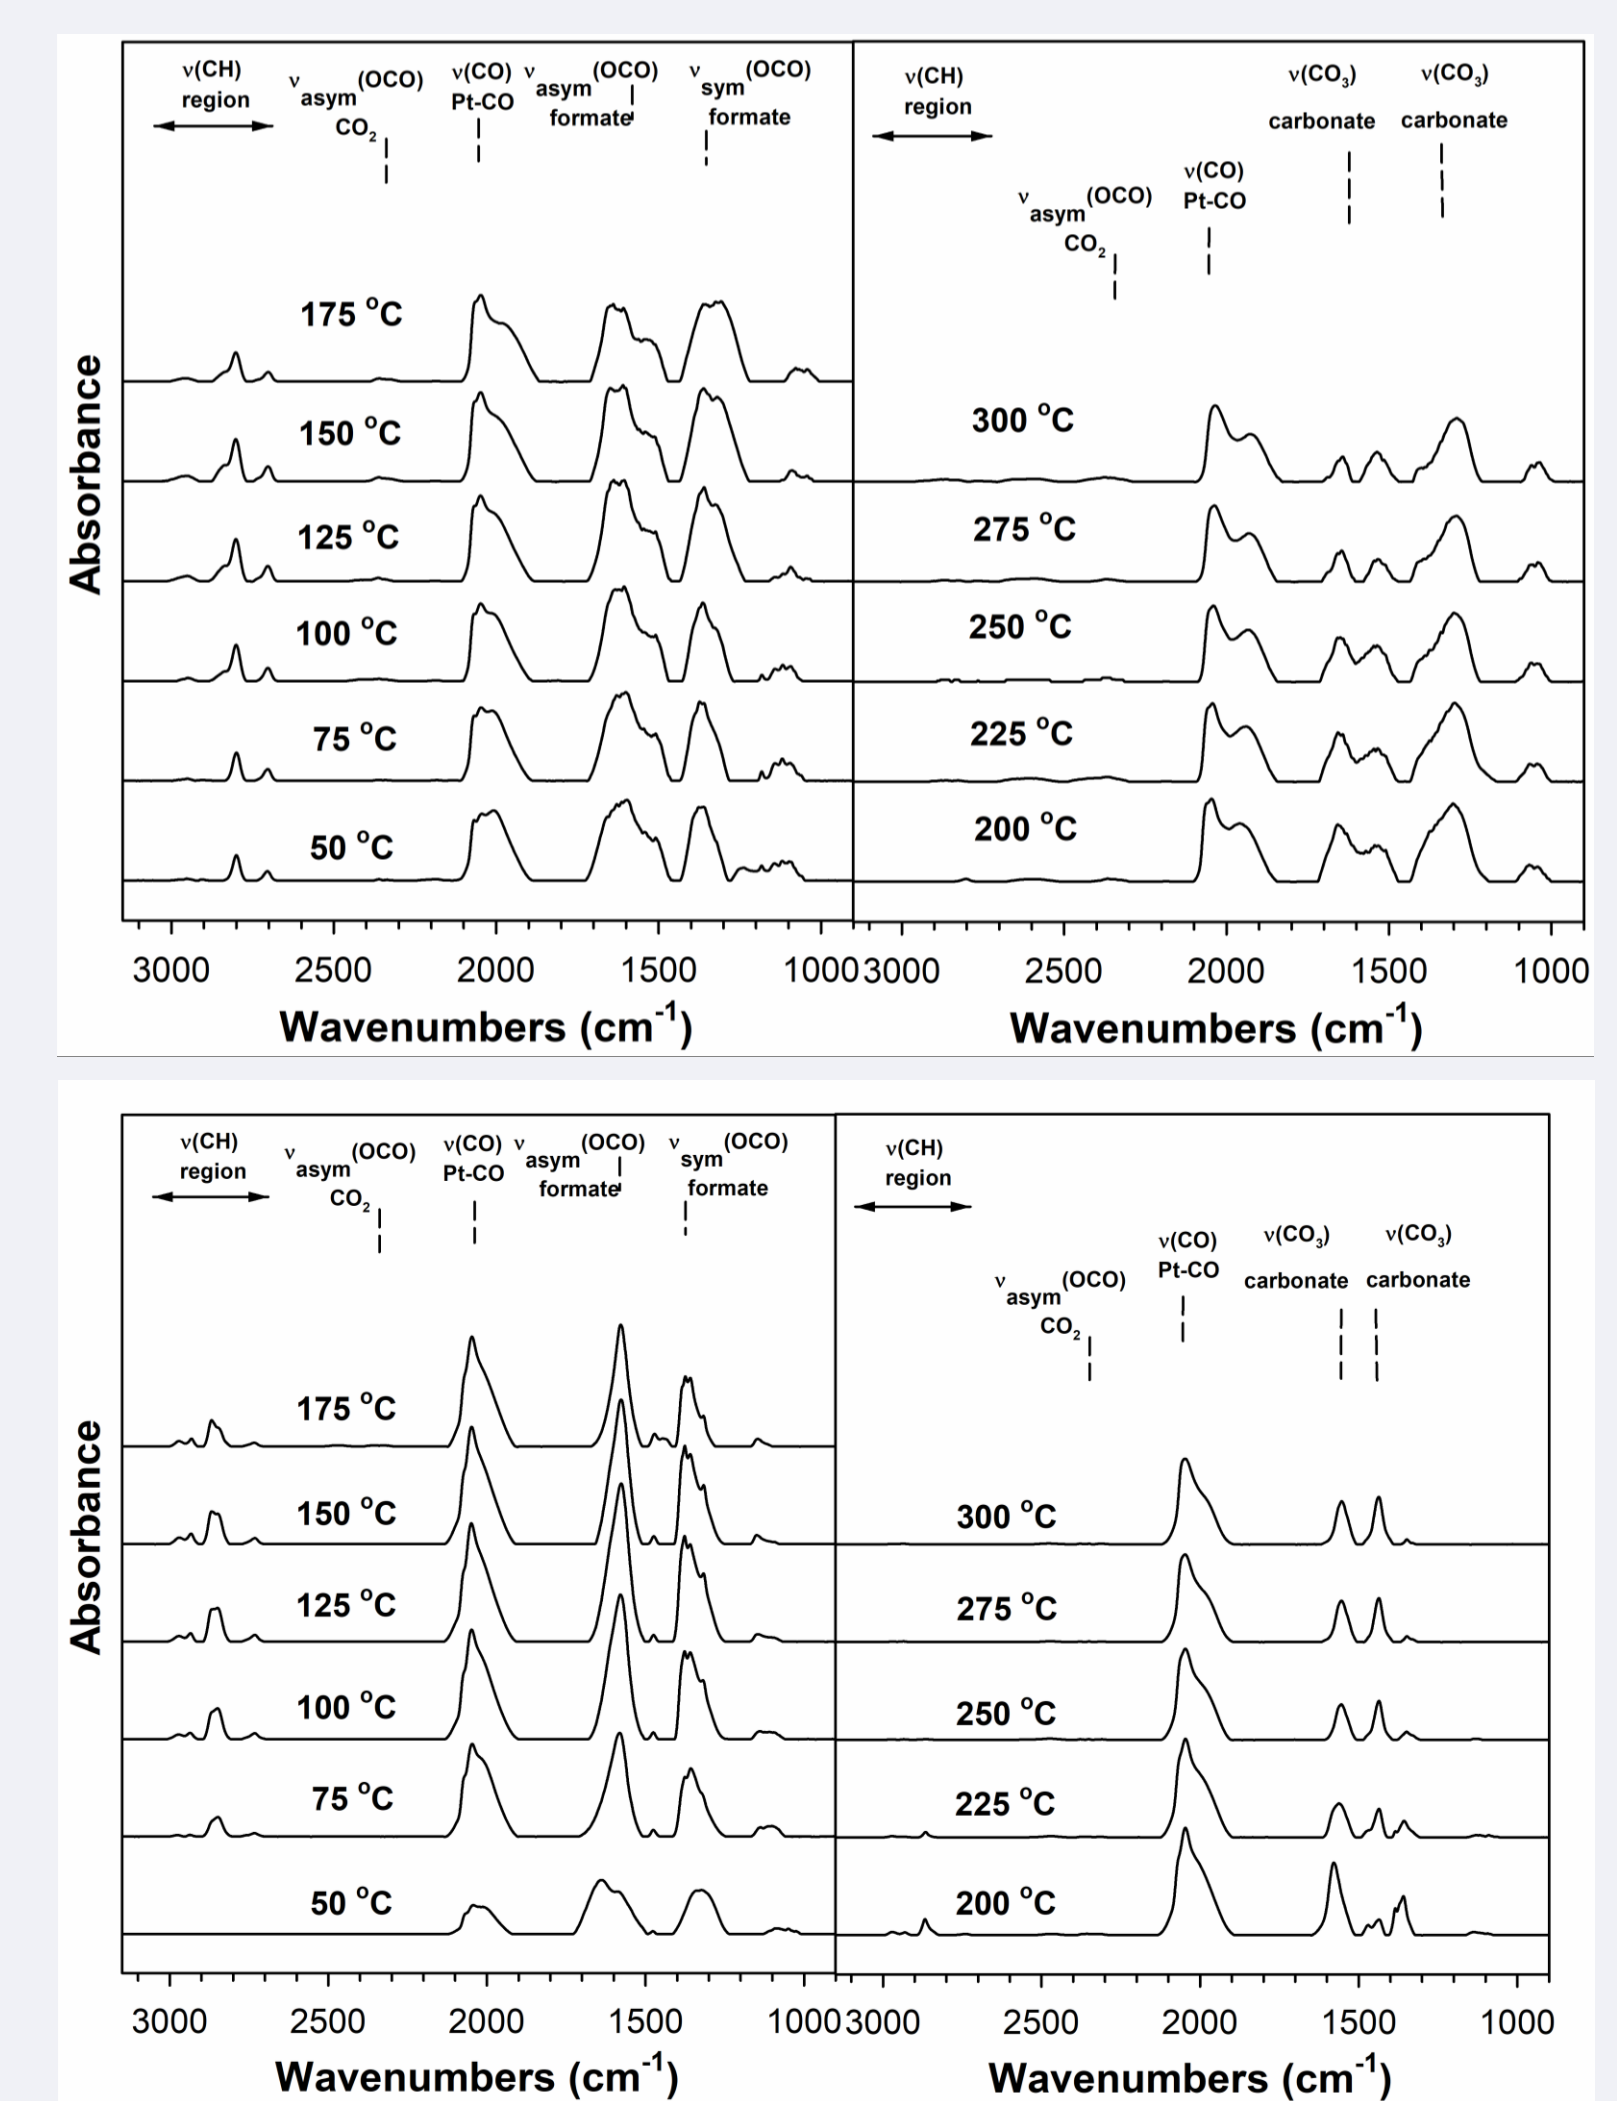 ν(CH)
region
ν asym (OCO)
CO2
ν(CO)
Pt-CO
ν asym (OCO)
formate
ν sym (OCO)
formate
175 °C
150 °C
125 °C
100 °C
75 °C
50 °C
Absorbance
3000 2500 2000 1500 1000
Wavenumbers (cm-1)
ν(CH)
region
ν asym (OCO)
CO2
ν(CO)
Pt-CO
ν(CO3)
carbonate
ν(CO3)
carbonate
300 °C
275 °C
250 °C
225 °C
200 °C
3000 2500 2000 1500 1000
Wavenumbers (cm-1)
ν(CH)
region
ν asym (OCO)
CO2
ν(CO)
Pt-CO
ν asym (OCO)
formate
ν sym (OCO)
formate
175 °C
150 °C
125 °C
100 °C
75 °C
50 °C
Absorbance
3000 2500 2000 1500 1000
Wavenumbers (cm-1)
ν(CH)
region
ν asym (OCO)
CO2
ν(CO)
Pt-CO
ν(CO3)
carbonate
ν(CO3)
carbonate
300 °C
275 °C
250 °C
225 °C
200 °C
3000 2500 2000 1500 1000
Wavenumbers (cm-1)